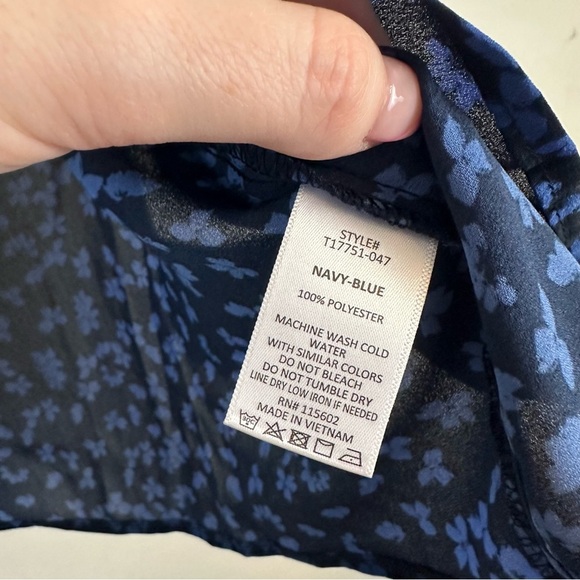 STYLE#
T17751-047
NAVY-BLUE
100% POLYESTER
MACHINE WASH COLD
WATER
WITH SIMILAR COLORS
DO NOT BLEACH
DO NOT TUMBLE DRY
LINE DRY LOW IRON IF NEEDED
RN# 115602
MADE IN VIETNAM